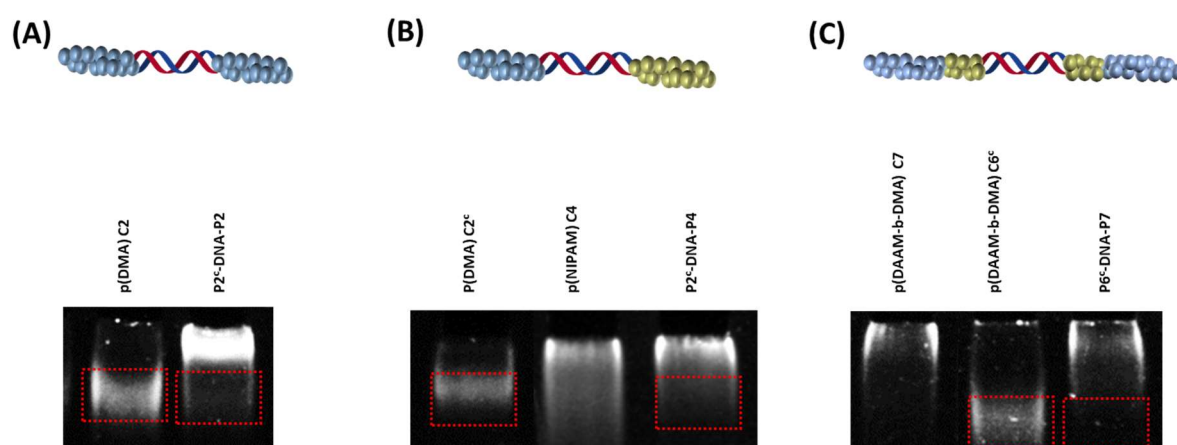 (A)
(B)
(C)
p(DMA) C2
P2ᶜ-DNA-P2
P(DMA) C2ᶜ
p(NIPAM) C4
P2ᶜ-DNA-P4
p(DAAM-b-DMA) C7
p(DAAM-b-DMA) C6ᶜ
P6ᶜ-DNA-P7